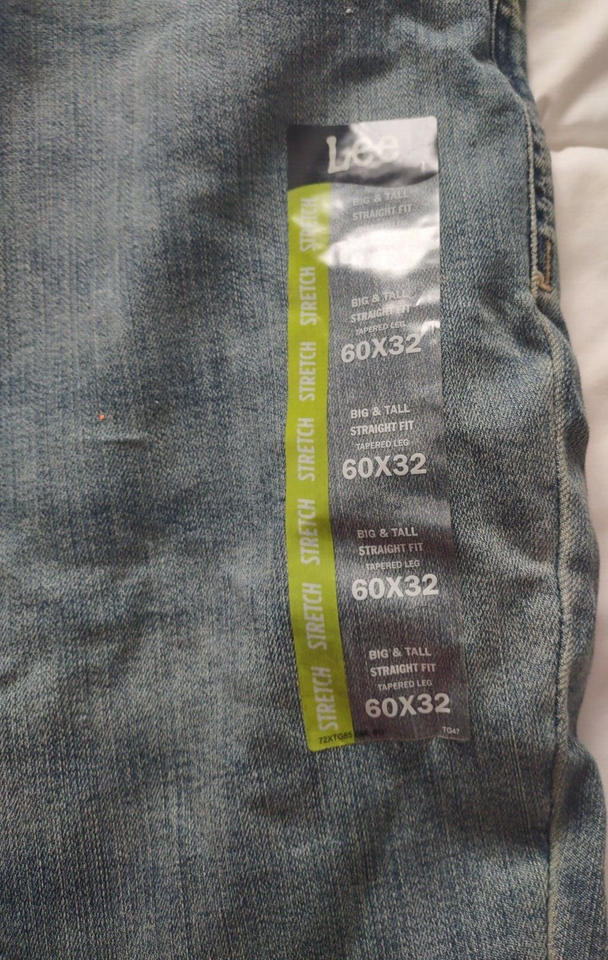 Lee
BIG & TALL
STRAIGHT FIT
BIG & TALL
STRAIGHT FIT
TAPERED LEG
60X32
BIG & TALL
STRAIGHT FIT
TAPERED LEG
60X32
BIG & TALL
STRAIGHT FIT
TAPERED LEG
60X32
BIG & TALL
STRAIGHT FIT
TAPERED LEG
60X32
STRETCH STRETCH STRETCH STRETCH STRETCH STRETCH STRETCH
TG47